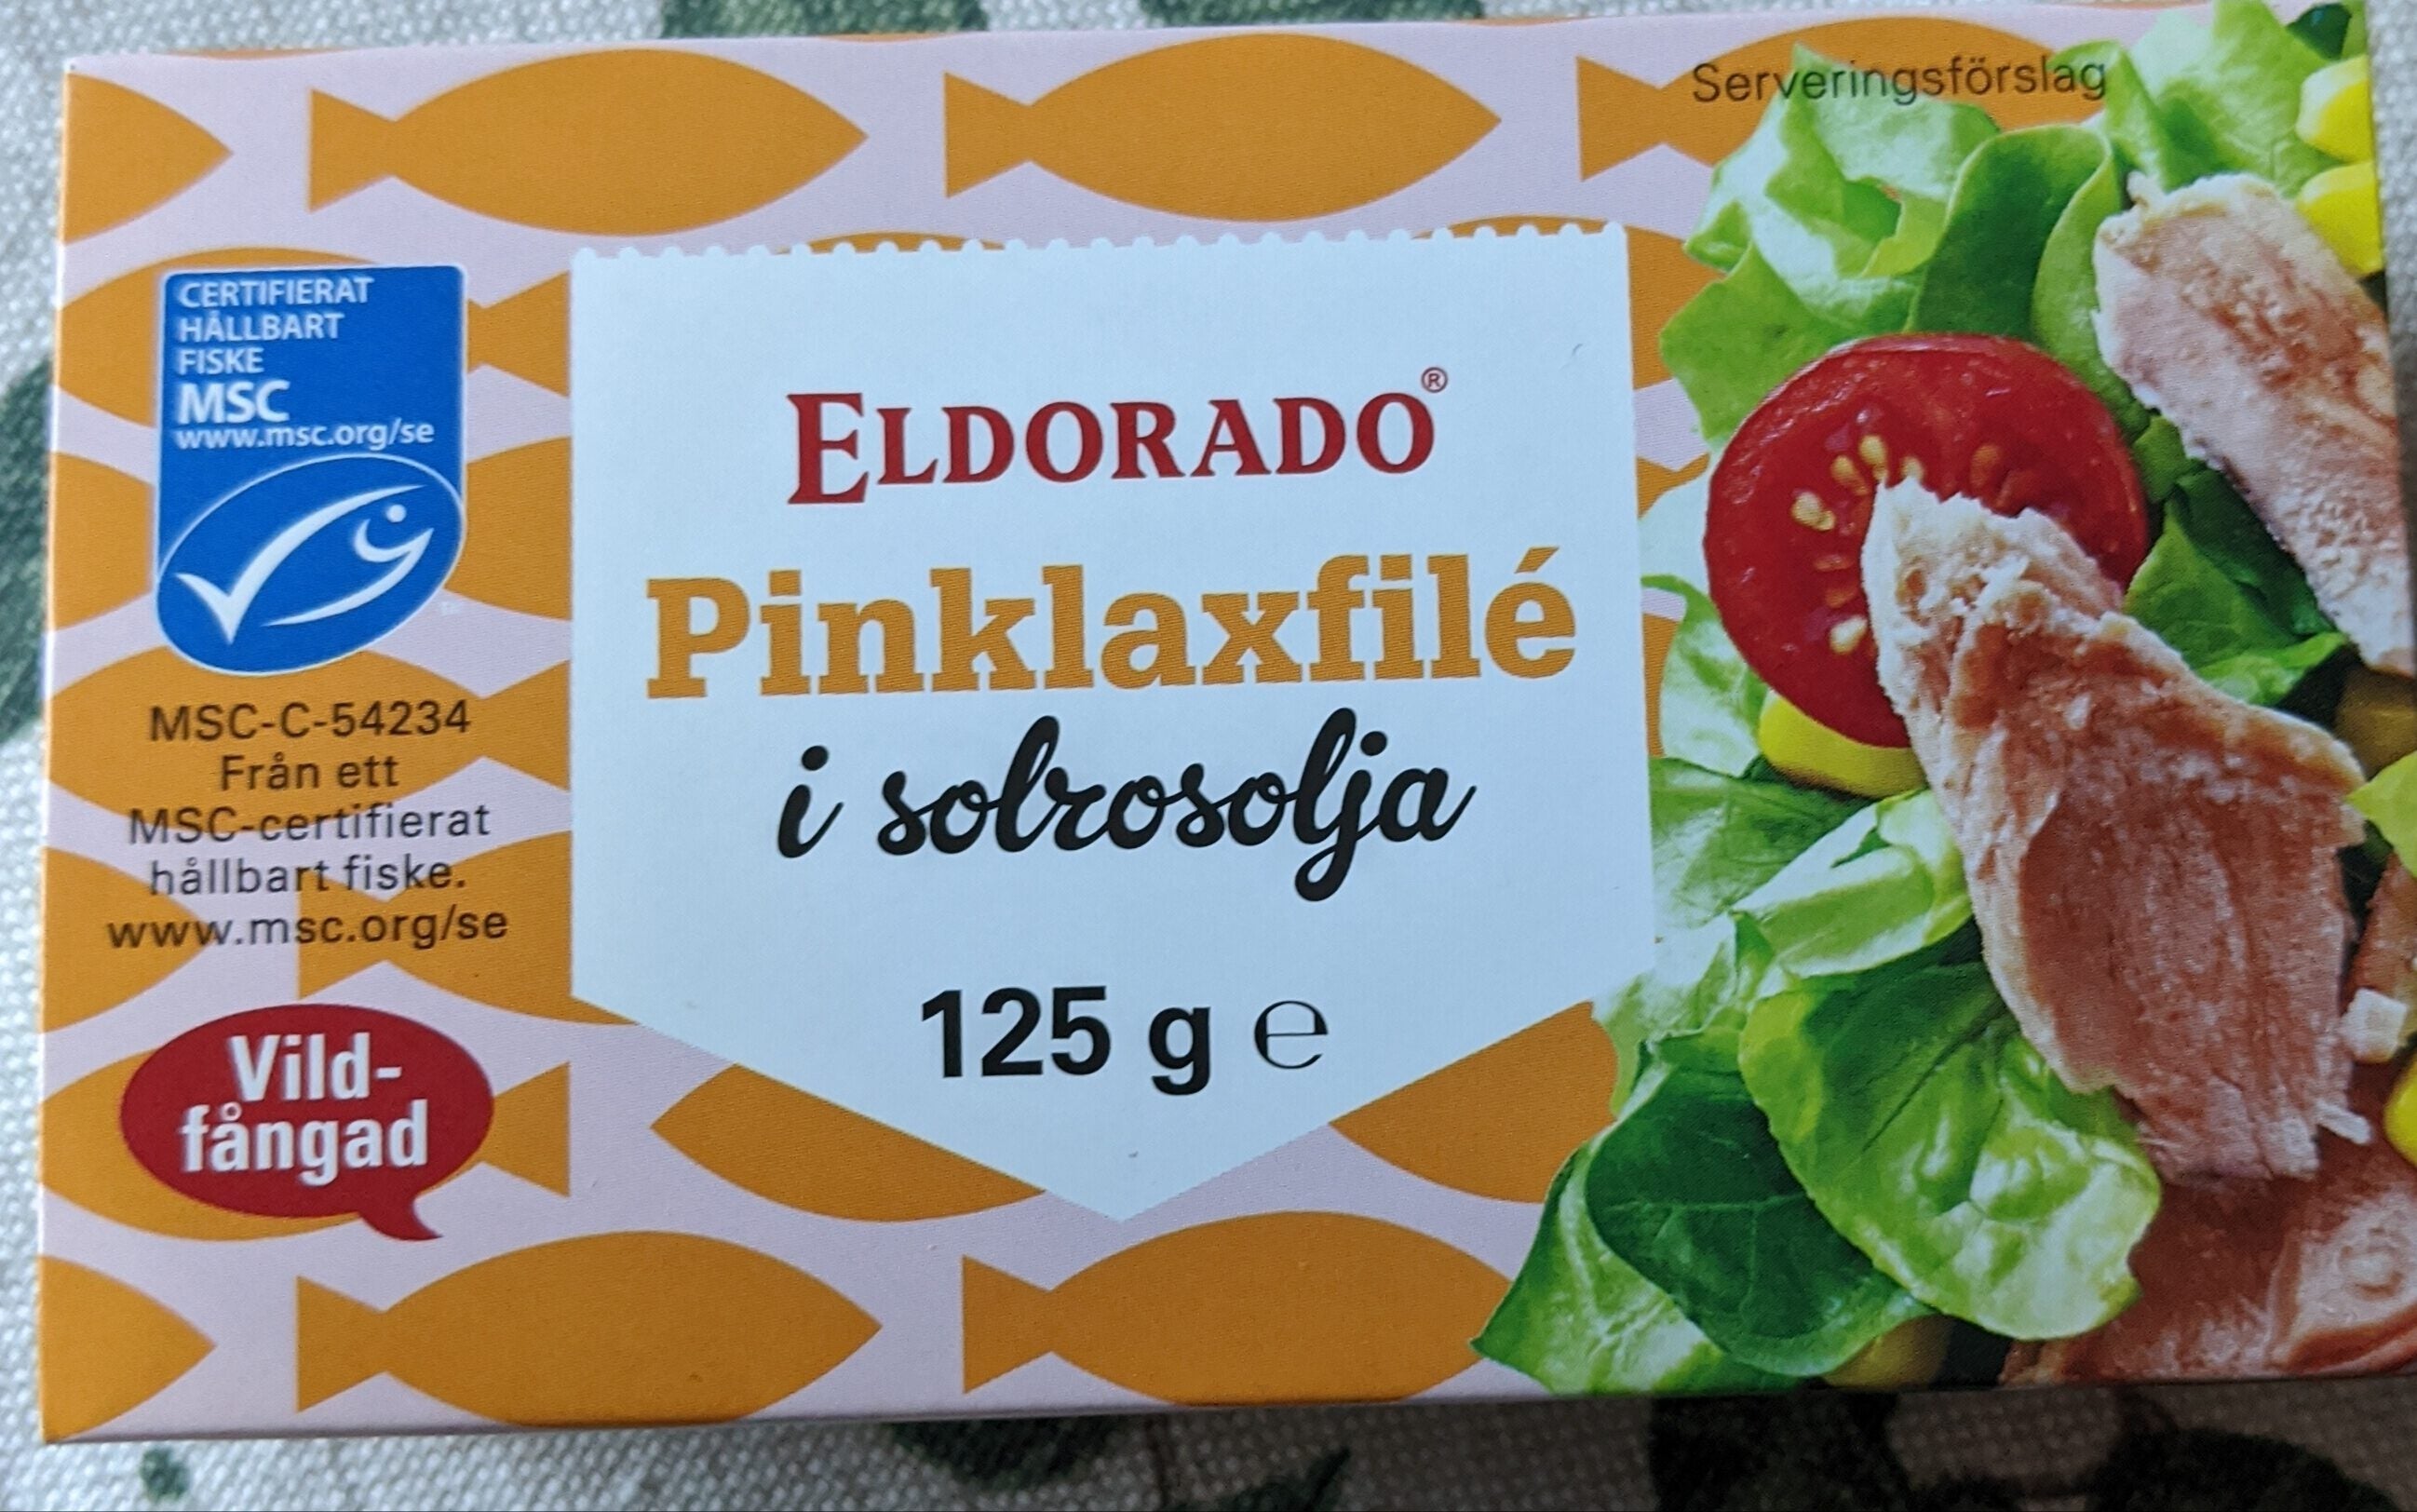 Serveringsförslag
CERTIFIERAT
HÅLLBART
FISKE
MSC
www.msc.org/se
MSC-C-54234
Från ett
MSC-certifierat
hållbart fiske.
www.msc.org/se
Vild-
fångad
ELDORADO®
Pinklaxfilé
i solrosolja
125 g ℮